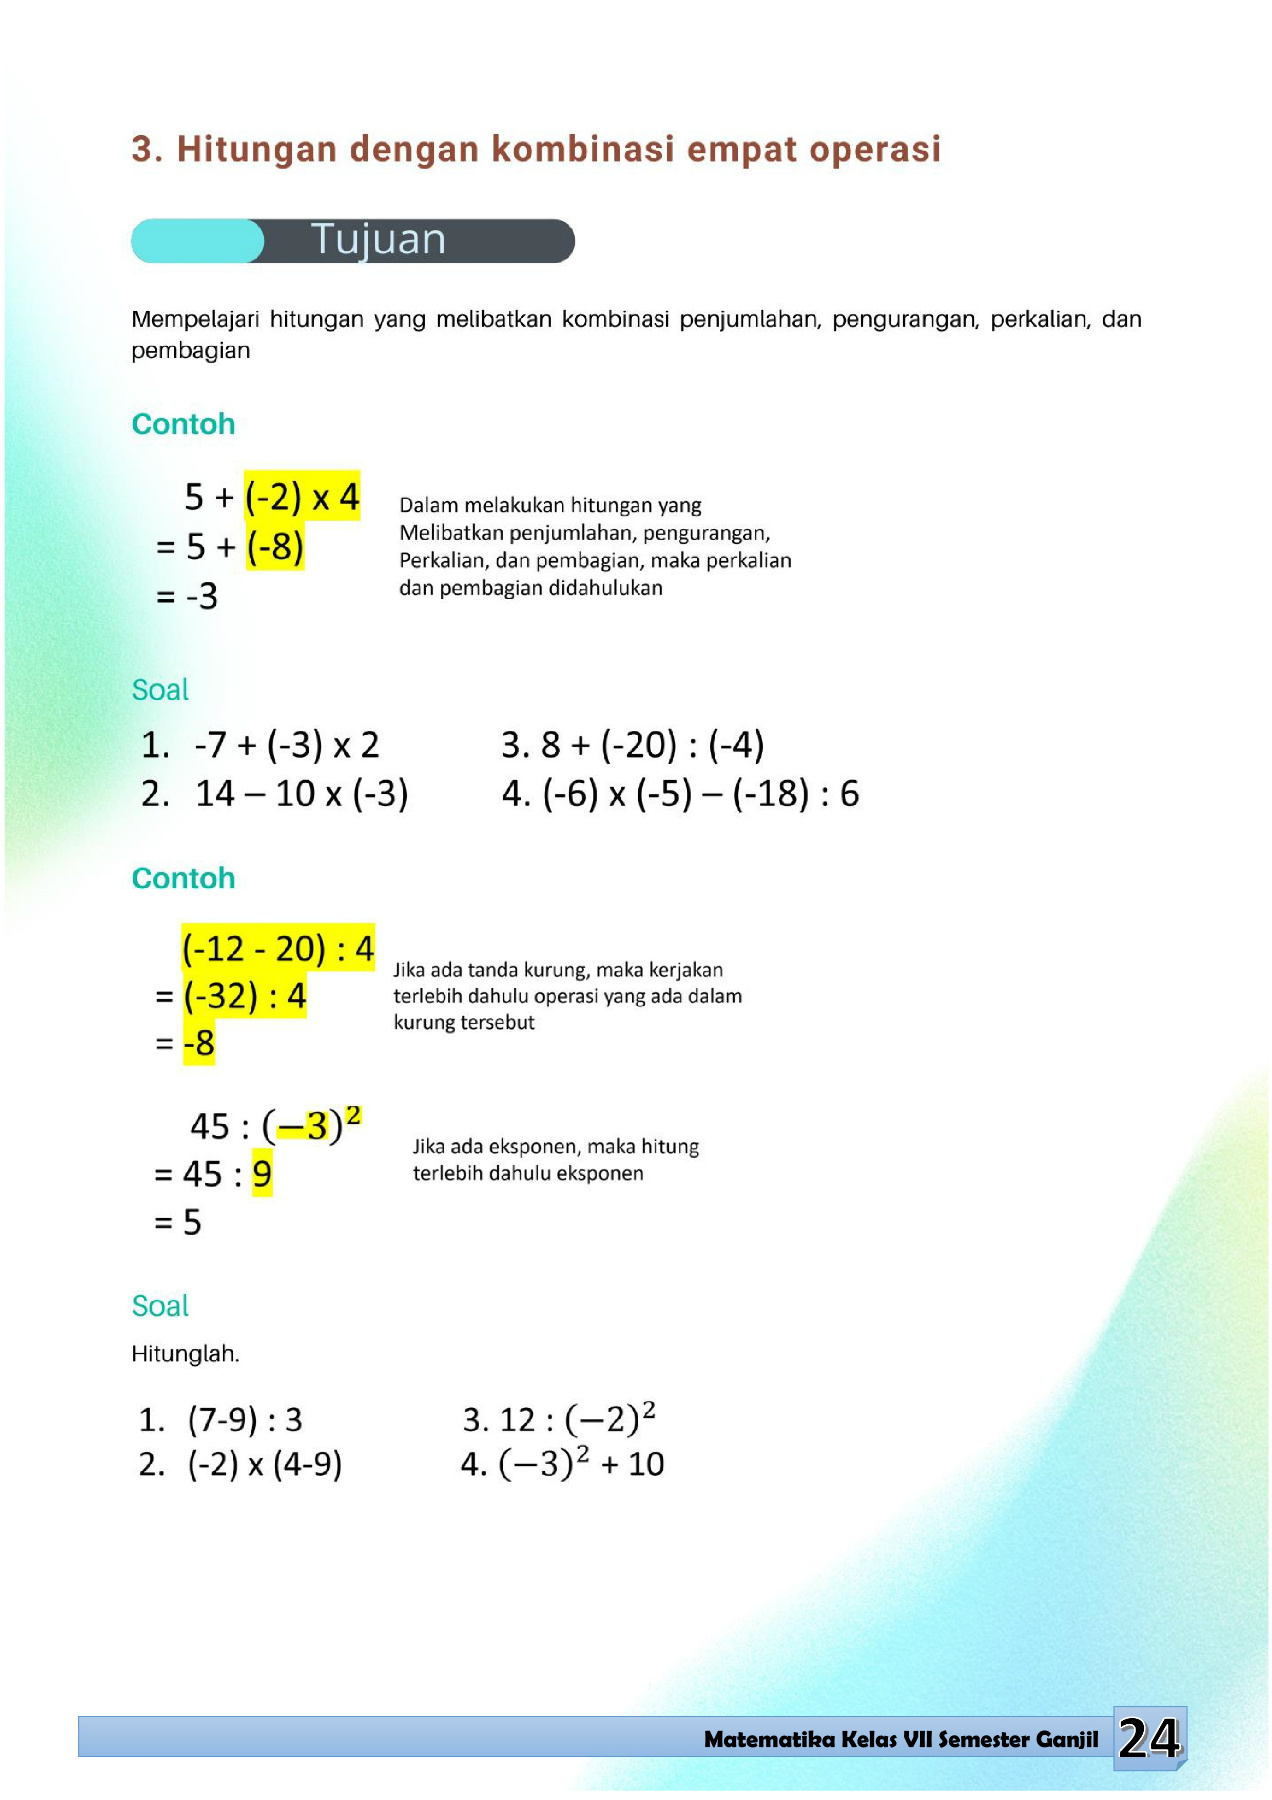 3. Hitungan dengan kombinasi empat operasi
Tujuan
Mempelajari hitungan yang melibatkan kombinasi penjumlahan, pengurangan, perkalian, dan
pembagian
Contoh
5 + (-2) x 4
= 5 + (-8)
= -3
Dalam melakukan hitungan yang
Melibatkan penjumlahan, pengurangan,
Perkalian, dan pembagian, maka perkalian
dan pembagian didahulukan
Soal
1. -7 + (-3) x 2
2. 14 – 10 x (-3)
3. 8 + (-20) : (-4)
4. (-6) x (-5) – (-18) : 6
Contoh
(-12 - 20) : 4
= (-32) : 4
= -8
Jika ada tanda kurung, maka kerjakan
terlebih dahulu operasi yang ada dalam
kurung tersebut
45 : (−3)²
= 45 : 9
= 5
Jika ada eksponen, maka hitung
terlebih dahulu eksponen
Soal
Hitunglah.
1. (7-9) : 3
2. (-2) x (4-9)
3. 12 : (−2)²
4. (−3)² + 10
Matematika Kelas VII Semester Ganjil 24